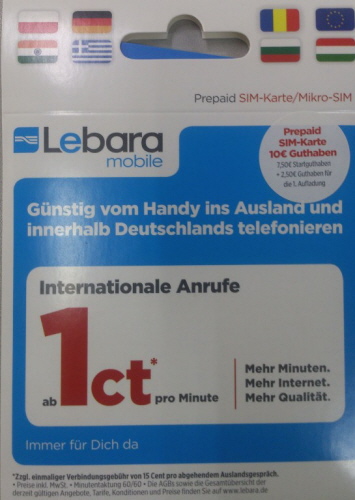 Prepaid SIM-Karte/Mikro-SIM
Lebara
mobile
Prepaid
SIM-Karte
10€ Guthaben
7,50€ Startguthaben
+ 2,50€ Guthaben für
die 1. Aufladung
Günstig vom Handy ins Ausland und
innerhalb Deutschlands telefonieren
Internationale Anrufe
ab 1ct* pro Minute
Mehr Minuten.
Mehr Internet.
Mehr Qualität.
Immer für Dich da
*Zzgl. einmaliger Verbindungsgebühr von 15 Cent pro abgehendem Auslandsgespräch.
• Preise inkl. MwSt. • Minutentaktung 60/60 • Die AGBs sowie die Gesamtübersicht der
derzeit gültigen Angebote, Tarife, Konditionen und Preise finden Sie auf www.lebara.de